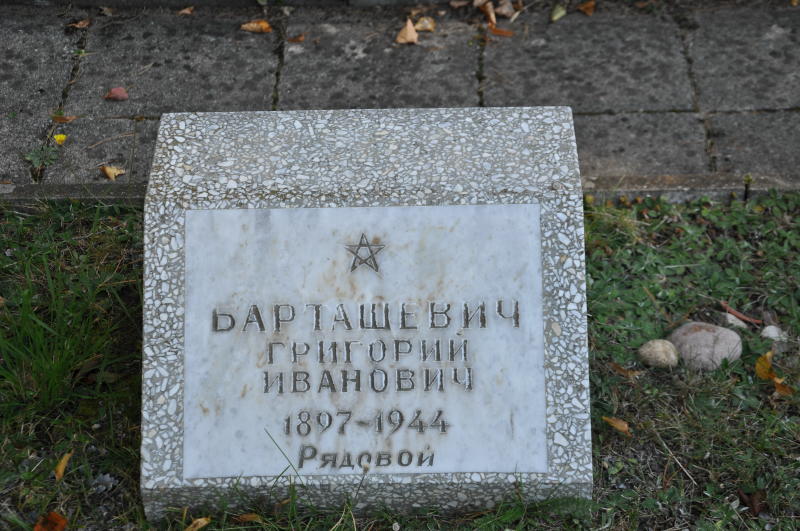 БАРТАШЕВИЧ
ГРИГОРИЙ
ИВАНОВИЧ
1897-1944
Рядовой